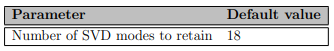 Parameter Default value
Number of SVD modes to retain 18